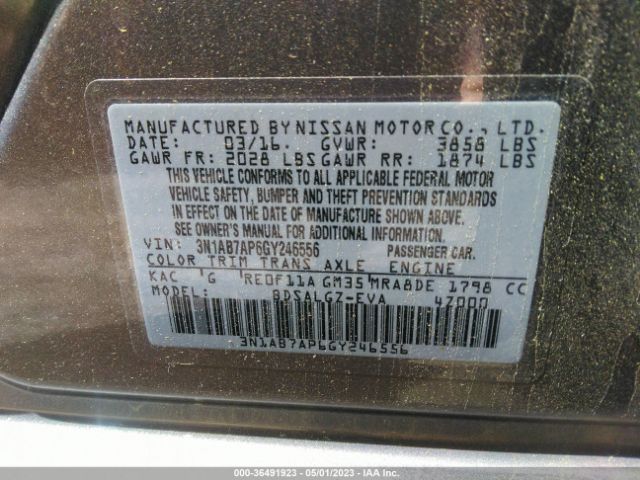 MANUFACTURED BY NISSAN MOTOR CO., LTD.
DATE: 03/16. GVWR: 3858 LBS
GAWR FR: 2028 LBS GAWR RR: 1874 LBS
THIS VEHICLE CONFORMS TO ALL APPLICABLE FEDERAL MOTOR
VEHICLE SAFETY, BUMPER AND THEFT PREVENTION STANDARDS
IN EFFECT ON THE DATE OF MANUFACTURE SHOWN ABOVE.
SEE OWNER'S MANUAL FOR ADDITIONAL INFORMATION.
VIN: 3N1AB7AP6GY246556 PASSENGER CAR.
COLOR TRIM TRANS AXLE ENGINE
KAC G RE0F11A GM35 MRA8DE 1798 CC
MODEL: BDSALGZ-EVA 47000
3N1AB7AP6GY246556
000-36491923 - 05/01/2023 - IAA Inc.